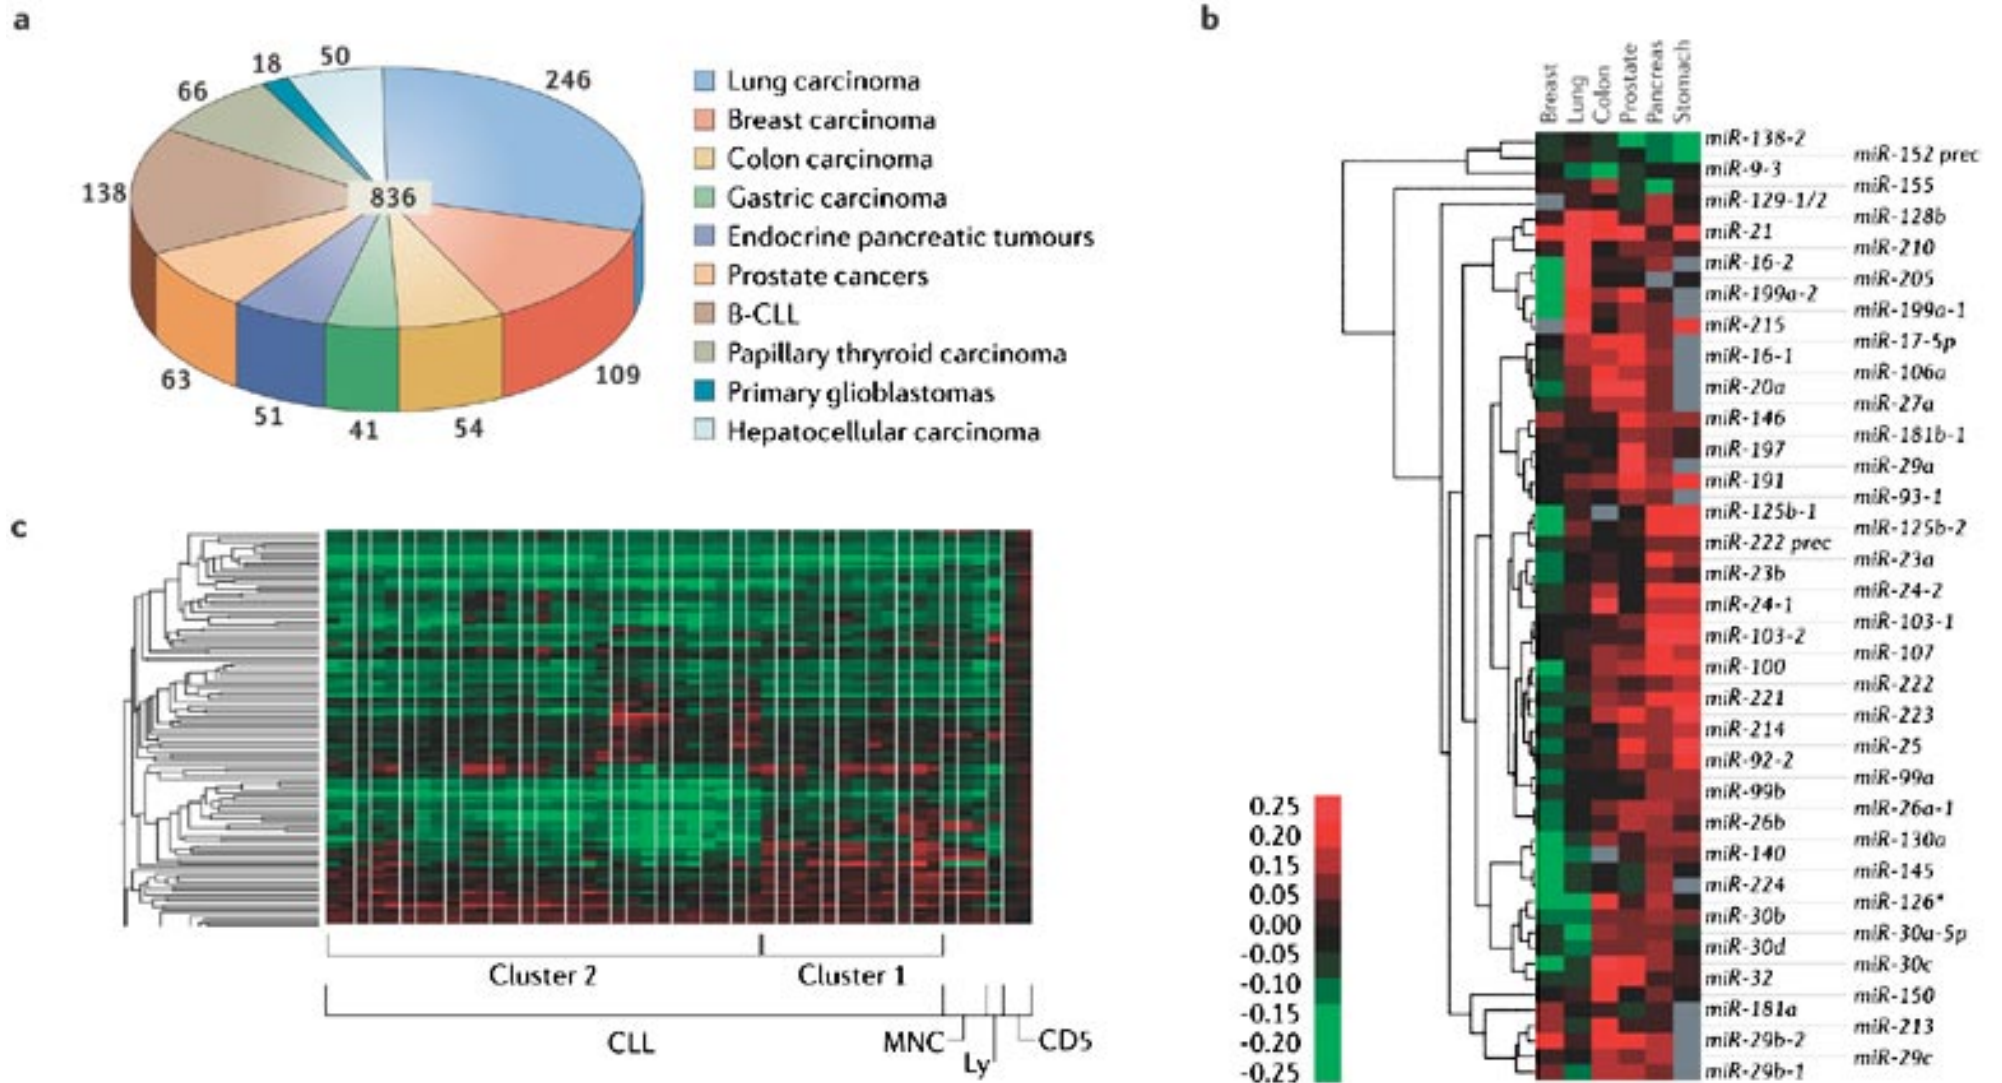 a
50
18
246
66
138
836
63
51
41
54
109
Lung carcinoma
Breast carcinoma
Colon carcinoma
Gastric carcinoma
Endocrine pancreatic tumours
Prostate cancers
B-CLL
Papillary thryroid carcinoma
Primary glioblastomas
Hepatocellular carcinoma
b
Breast
Lung
Colon
Prostate
Pancreas
Stomach
miR-138-2
miR-152 prec
miR-9-3
miR-155
miR-129-1/2
miR-128b
miR-21
miR-210
miR-16-2
miR-205
miR-199a-2
miR-199a-1
miR-215
miR-17-5p
miR-16-1
miR-106a
miR-20a
miR-27a
miR-146
miR-181b-1
miR-197
miR-29a
miR-191
miR-93-1
miR-125b-1
miR-125b-2
miR-222 prec
miR-23a
miR-23b
miR-24-2
miR-24-1
miR-103-1
miR-103-2
miR-107
miR-100
miR-222
miR-221
miR-223
miR-214
miR-25
miR-92-2
miR-99a
miR-99b
miR-26a-1
miR-26b
miR-130a
miR-140
miR-145
miR-224
miR-126*
miR-30b
miR-30a-5p
miR-30d
miR-30c
miR-32
miR-150
miR-181a
miR-213
miR-29b-2
miR-29c
miR-29b-1
0.25
0.20
0.15
0.05
0.00
-0.05
-0.10
-0.15
-0.20
-0.25
c
Cluster 2
Cluster 1
CLL
MNC
Ly
CD5